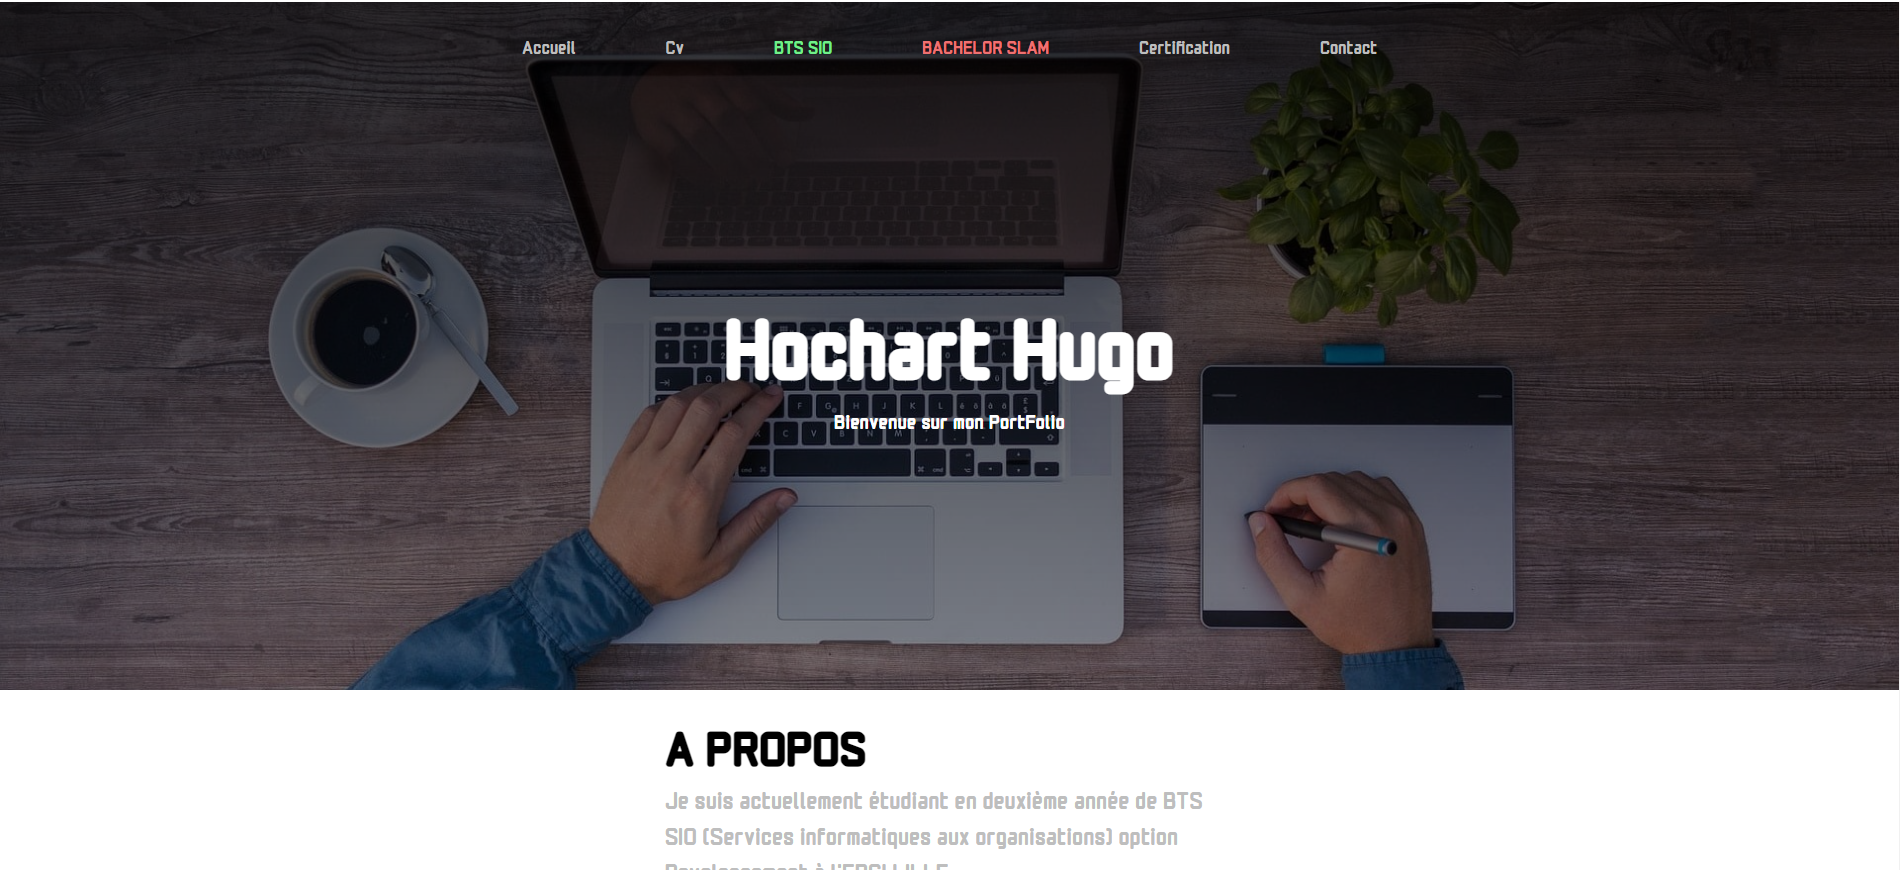 Accueil Cv BTS SIO BACHELOR SLAM Certification Contact
Hochart Hugo
Bienvenue sur mon PortFolio
A PROPOS
Je suis actuellement étudiant en deuxième année de BTS
SIO (Services informatiques aux organisations) option